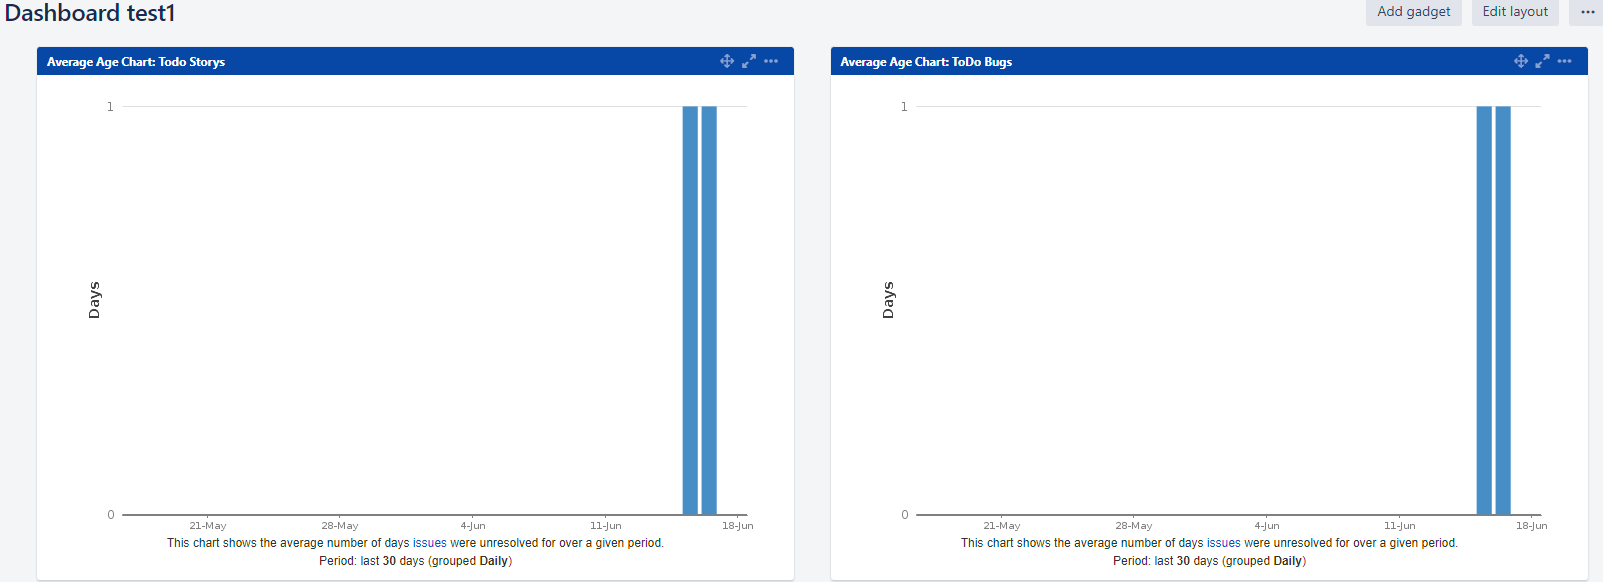 Dashboard test1
Add gadget
Edit layout
Average Age Chart: Todo Storys
1
Days
0
21-May
28-May
4-Jun
11-Jun
18-Jun
This chart shows the average number of days issues were unresolved for over a given period.
Period: last 30 days (grouped Daily)
Average Age Chart: ToDo Bugs
1
Days
0
21-May
28-May
4-Jun
11-Jun
18-Jun
This chart shows the average number of days issues were unresolved for over a given period.
Period: last 30 days (grouped Daily)